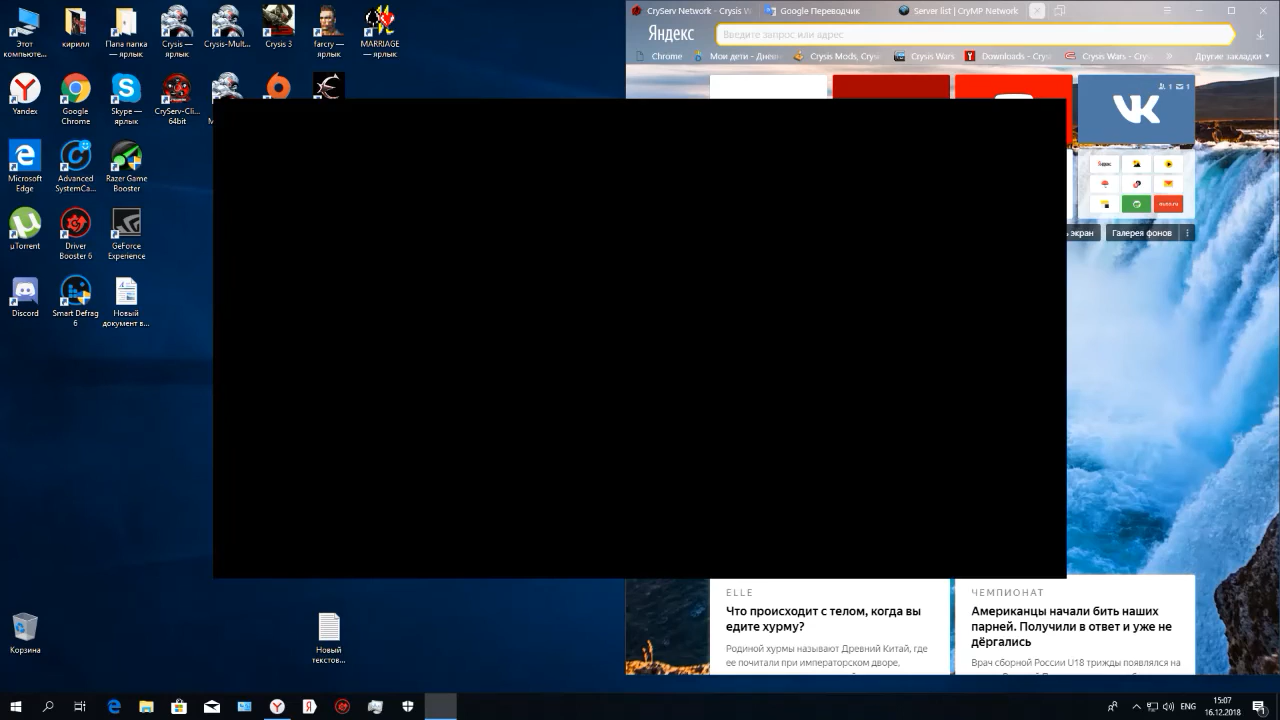 Этот компьюте...
кирилл
Папа папка — ярлык
Crysis — ярлык
Crysis-Mult...
Crysis 3
farcry — ярлык
MARRIAGE — ярлык
Yandex
Google Chrome
Skype — ярлык
CryServ-Cli... 64bit
Microsoft Edge
Advanced SystemCa...
Razer Game Booster
µTorrent
Driver Booster 6
GeForce Experience
Discord
Smart Defrag 6
Новый документ в...
Корзина
Новый текстов...
CryServ Network - Crysis W
Google Переводчик
Server list | CryMP Network
Яндекс
Введите запрос или адрес
Chrome
Мои дети - Дневн
Crysis Mods, Crysi
Crysis Wars
Downloads - Crys
Crysis Wars - Cry
Другие закладки
1
1
экран
Галерея фонов
ELLE
Что происходит с телом, когда вы
едите хурму?
Родиной хурмы называют Древний Китай, где
ее почитали при императорском дворе,
ЧЕМПИОНАТ
Американцы начали бить наших
парней. Получили в ответ и уже не
дёргались
Врач сборной России U18 трижды появлялся на
ENG
15:07
16.12.2018
1